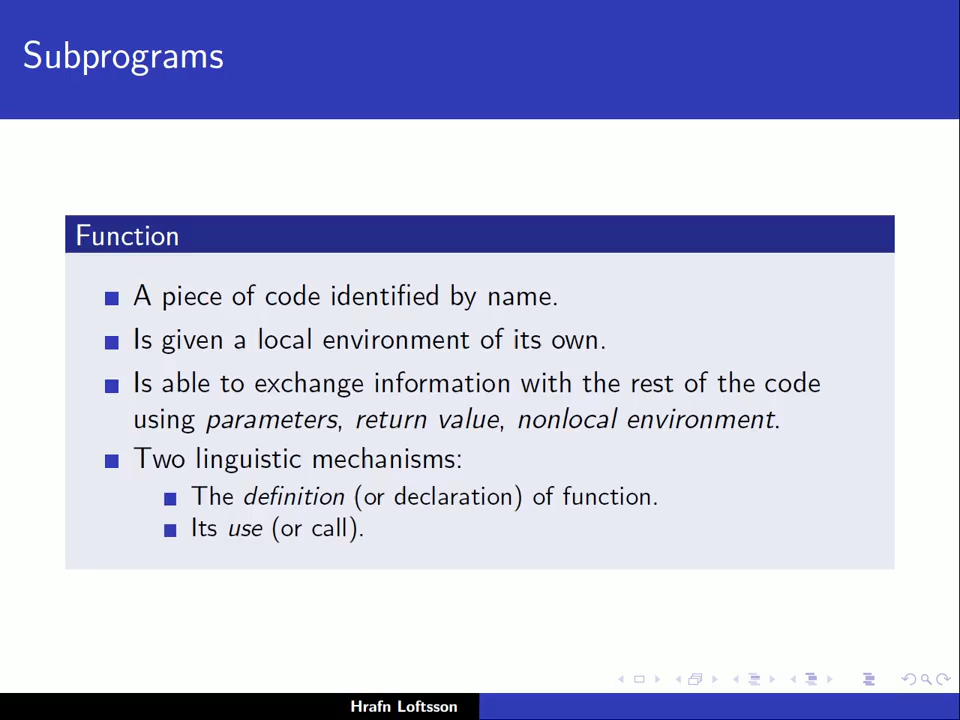 Subprograms
Function
A piece of code identified by name.
Is given a local environment of its own.
Is able to exchange information with the rest of the code
using parameters, return value, nonlocal environment.
Two linguistic mechanisms:
The definition (or declaration) of function.
Its use (or call).
Hrafn Loftsson